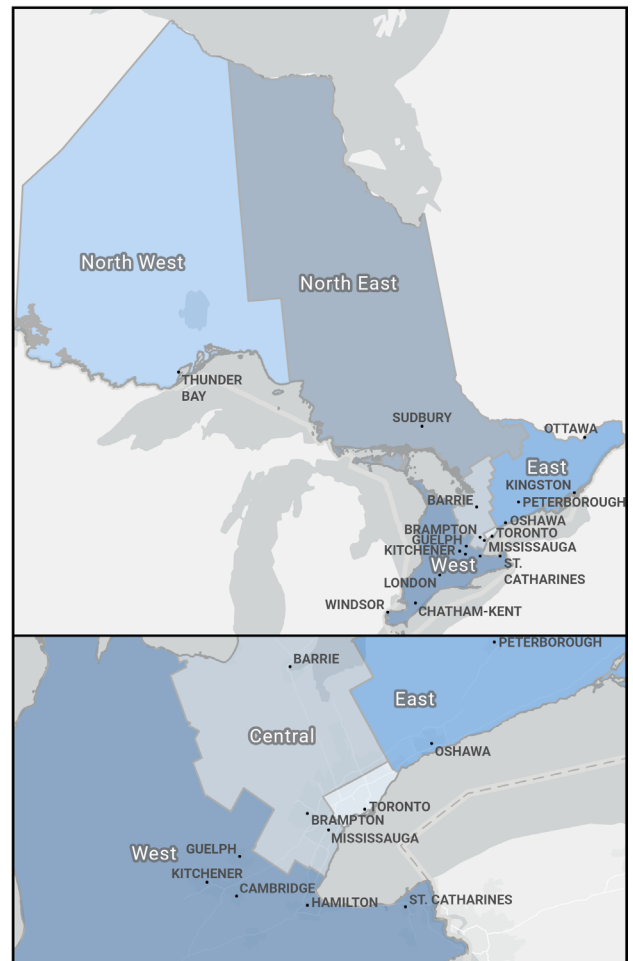 North West
North East
THUNDER
BAY
SUDBURY
OTTAWA
East
KINGSTON
BARRIE
PETERBOROUGH
OSHAWA
BRAMPTON
TORONTO
GUELPH
MISSISSAUGA
KITCHENER
West
ST.
CATHARINES
LONDON
WINDSOR
CHATHAM-KENT
PETERBOROUGH
BARRIE
East
Central
OSHAWA
TORONTO
BRAMPTON
MISSISSAUGA
GUELPH
West
KITCHENER
CAMBRIDGE
HAMILTON
ST. CATHARINES